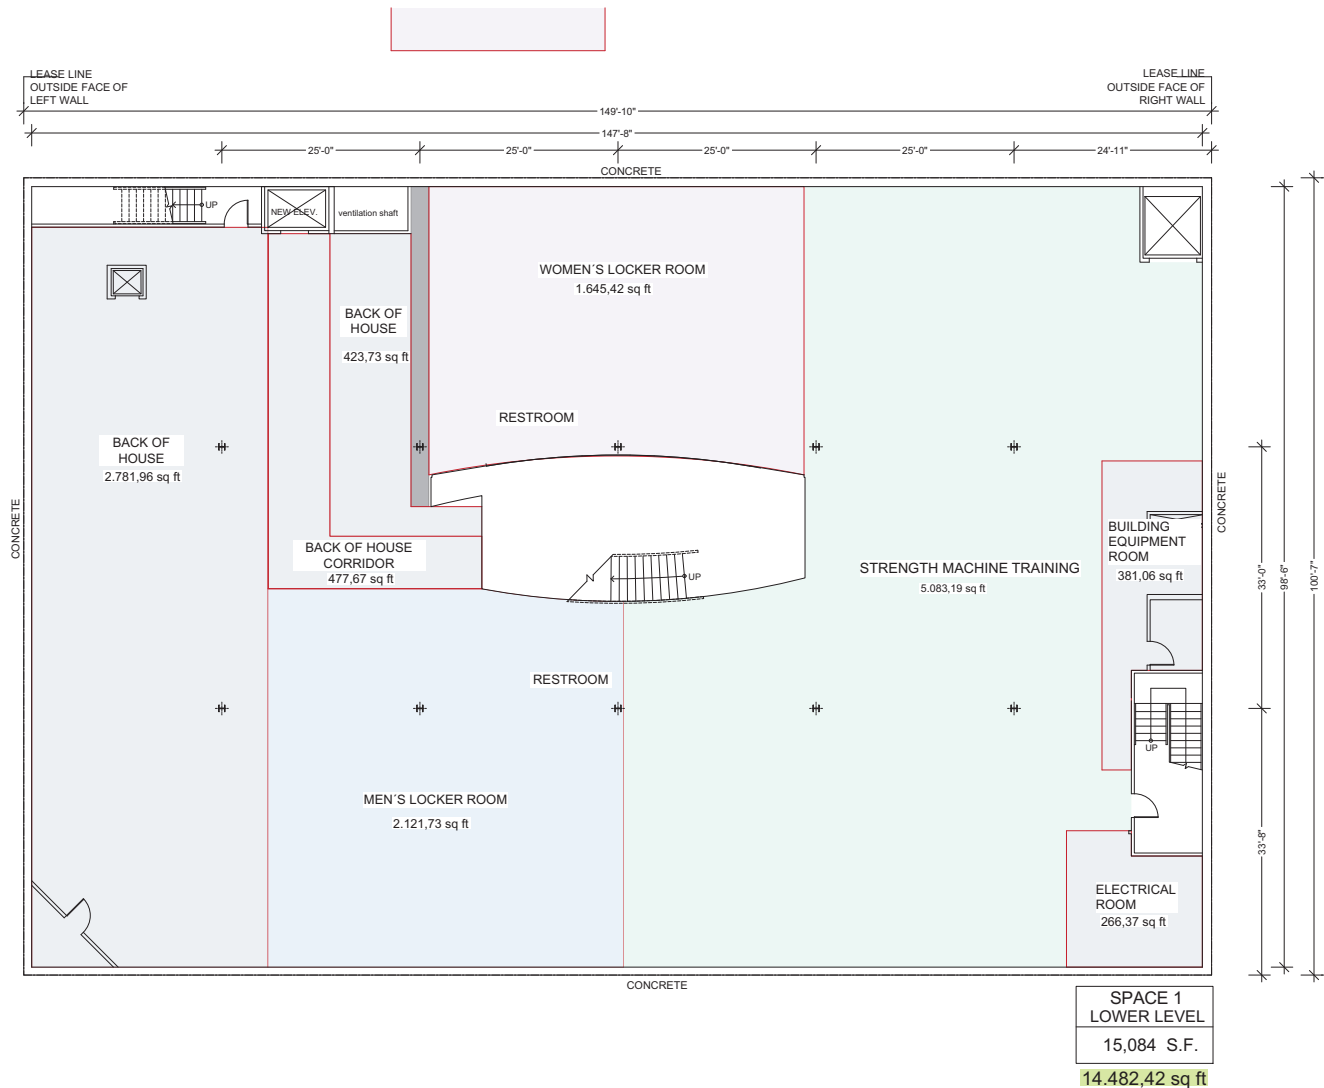 LEASE LINE
OUTSIDE FACE OF
LEFT WALL
LEASE LINE
OUTSIDE FACE OF
RIGHT WALL
149'-10"
147'-8"
25'-0"
25'-0"
25'-0"
25'-0"
24'-11"
CONCRETE
UP
NEW ELEV.
ventilation shaft
WOMEN´S LOCKER ROOM
1.645,42 sq ft
BACK OF
HOUSE
423,73 sq ft
RESTROOM
BACK OF
HOUSE
2.781,96 sq ft
CONCRETE
CONCRETE
BUILDING
EQUIPMENT
ROOM
381,06 sq ft
BACK OF HOUSE
CORRIDOR
477,67 sq ft
UP
STRENGTH MACHINE TRAINING
5.083,19 sq ft
33'-0"
98'-6"
100'-7"
RESTROOM
UP
MEN´S LOCKER ROOM
2.121,73 sq ft
33'-8"
ELECTRICAL
ROOM
266,37 sq ft
CONCRETE
SPACE 1
LOWER LEVEL
15,084 S.F.
14.482,42 sq ft